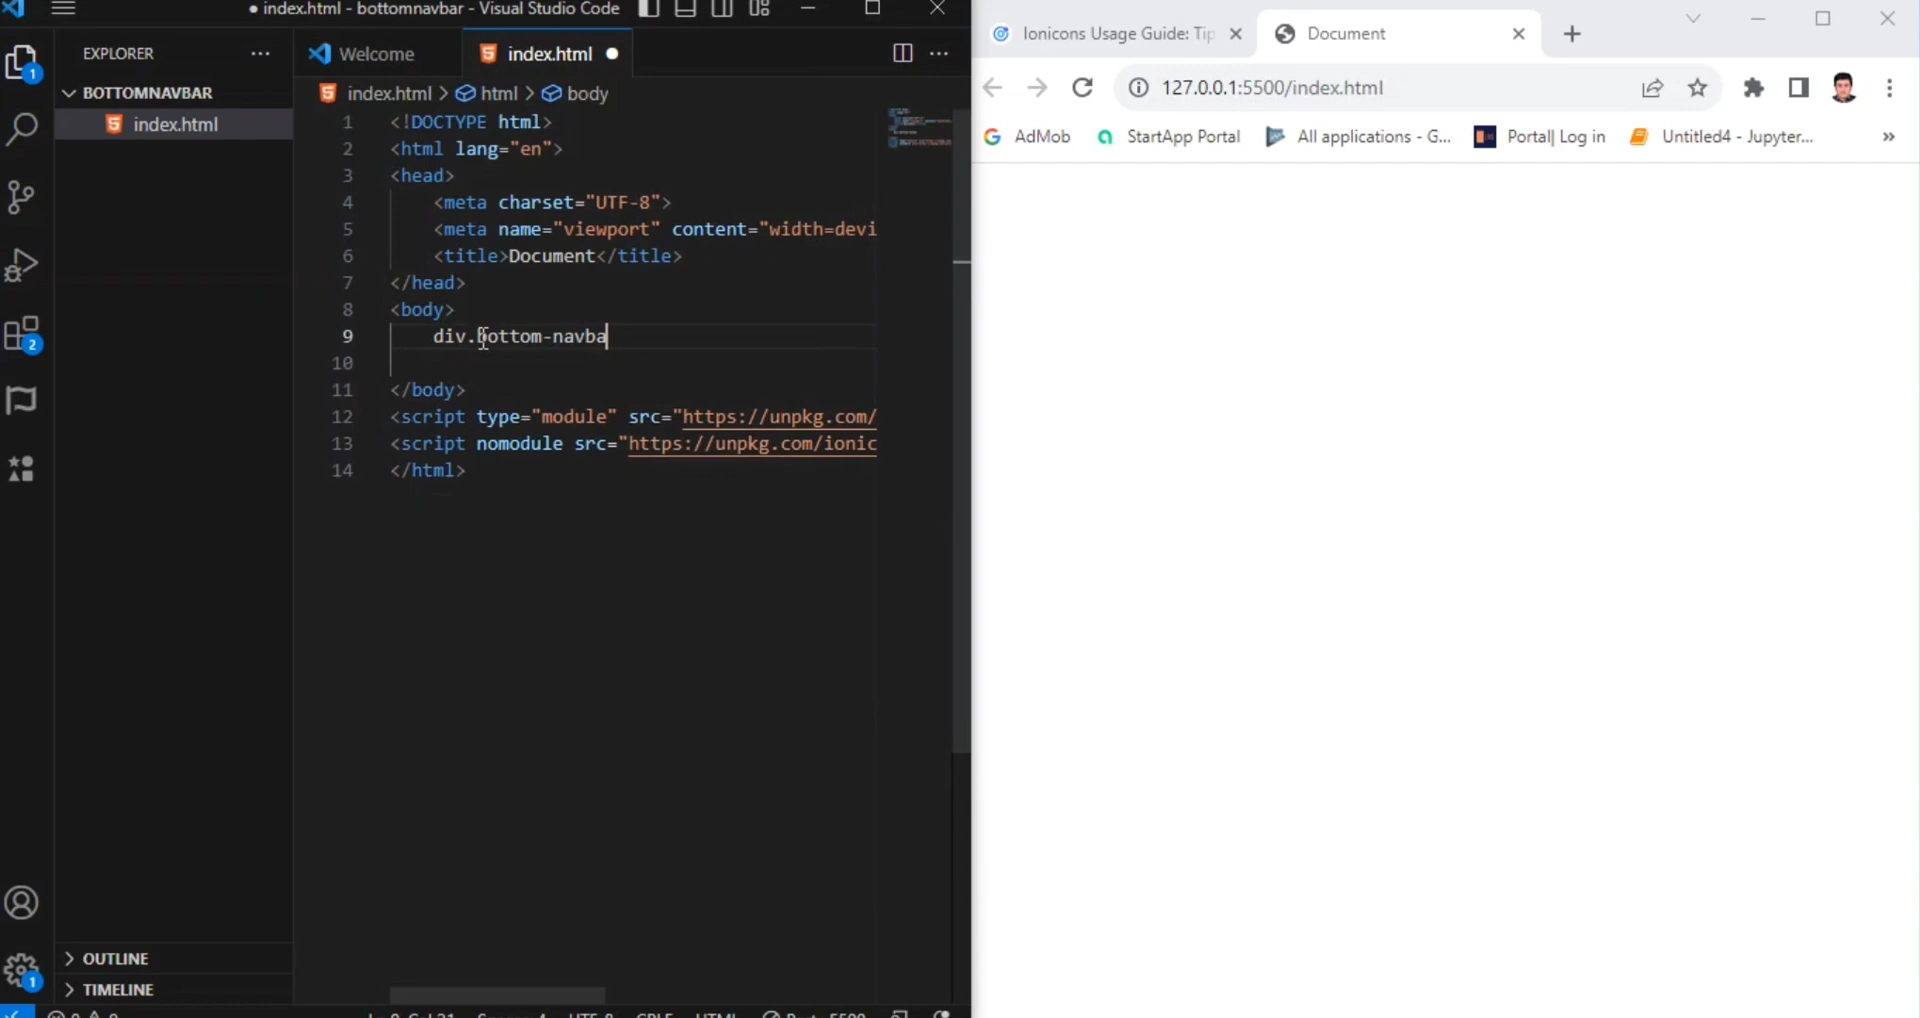 • index.html - bottomnavbar - Visual Studio Code
EXPLORER
BOTTOMNAVBAR
index.html
OUTLINE
TIMELINE
1
2
1
Welcome
index.html
index.html > html > body
1 <!DOCTYPE html>
2 <html lang="en">
3 <head>
4 <meta charset="UTF-8">
5 <meta name="viewport" content="width=devi
6 <title>Document</title>
7 </head>
8 <body>
9 div.bottom-navba
10
11 </body>
12 <script type="module" src="https://unpkg.com/
13 <script nomodule src="https://unpkg.com/ionic
14 </html>
Ionicons Usage Guide: Tip
Document
127.0.0.1:5500/index.html
AdMob
StartApp Portal
All applications - G...
Portal| Log in
Untitled4 - Jupyter...
»